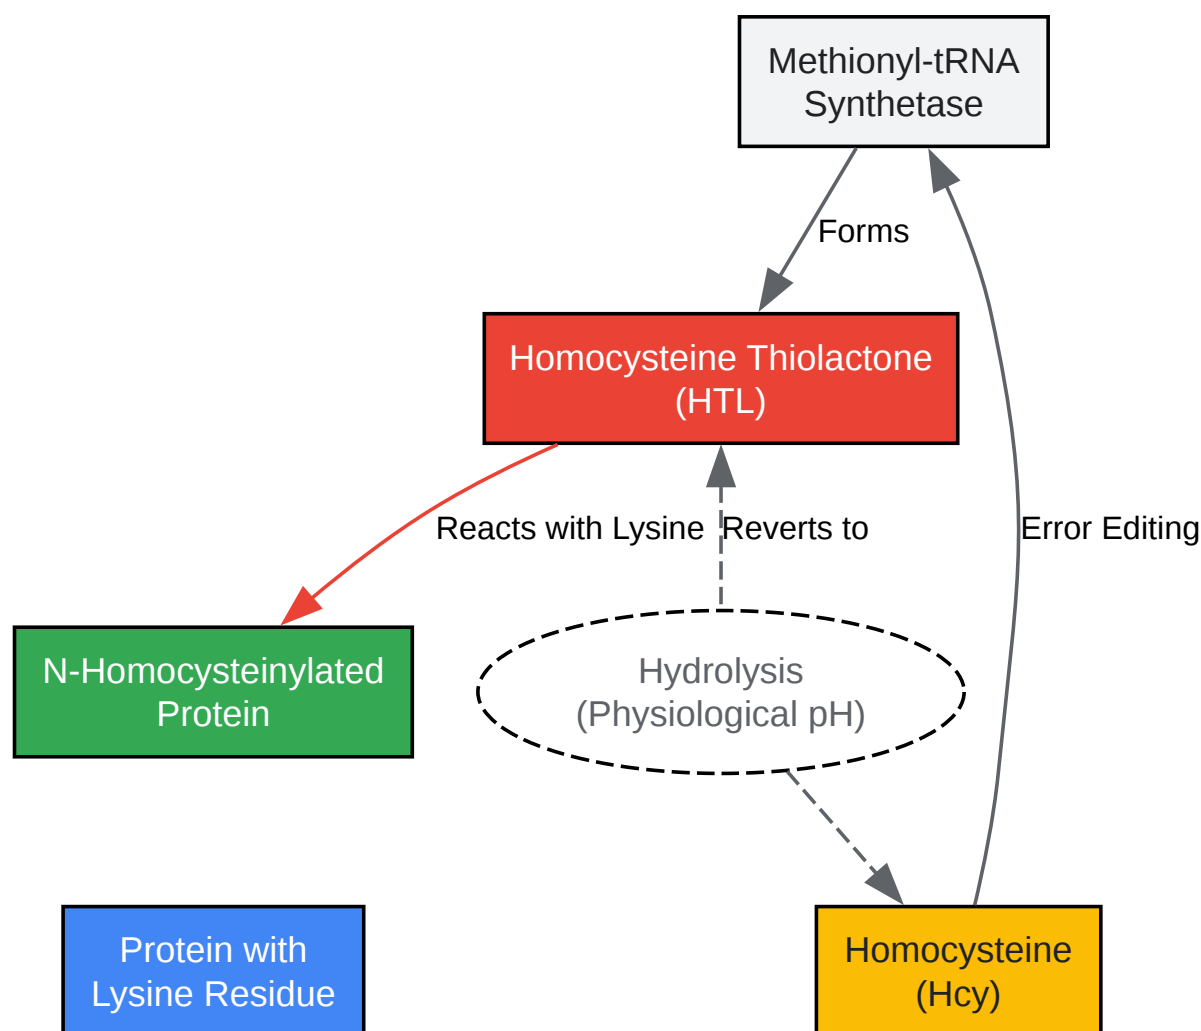 Methionyl-tRNA
Synthetase
Forms
Homocysteine Thiolactone
(HTL)
Reacts with Lysine
Reverts to
Error Editing
N-Homocysteinylated
Protein
Hydrolysis
(Physiological pH)
Protein with
Lysine Residue
Homocysteine
(Hcy)